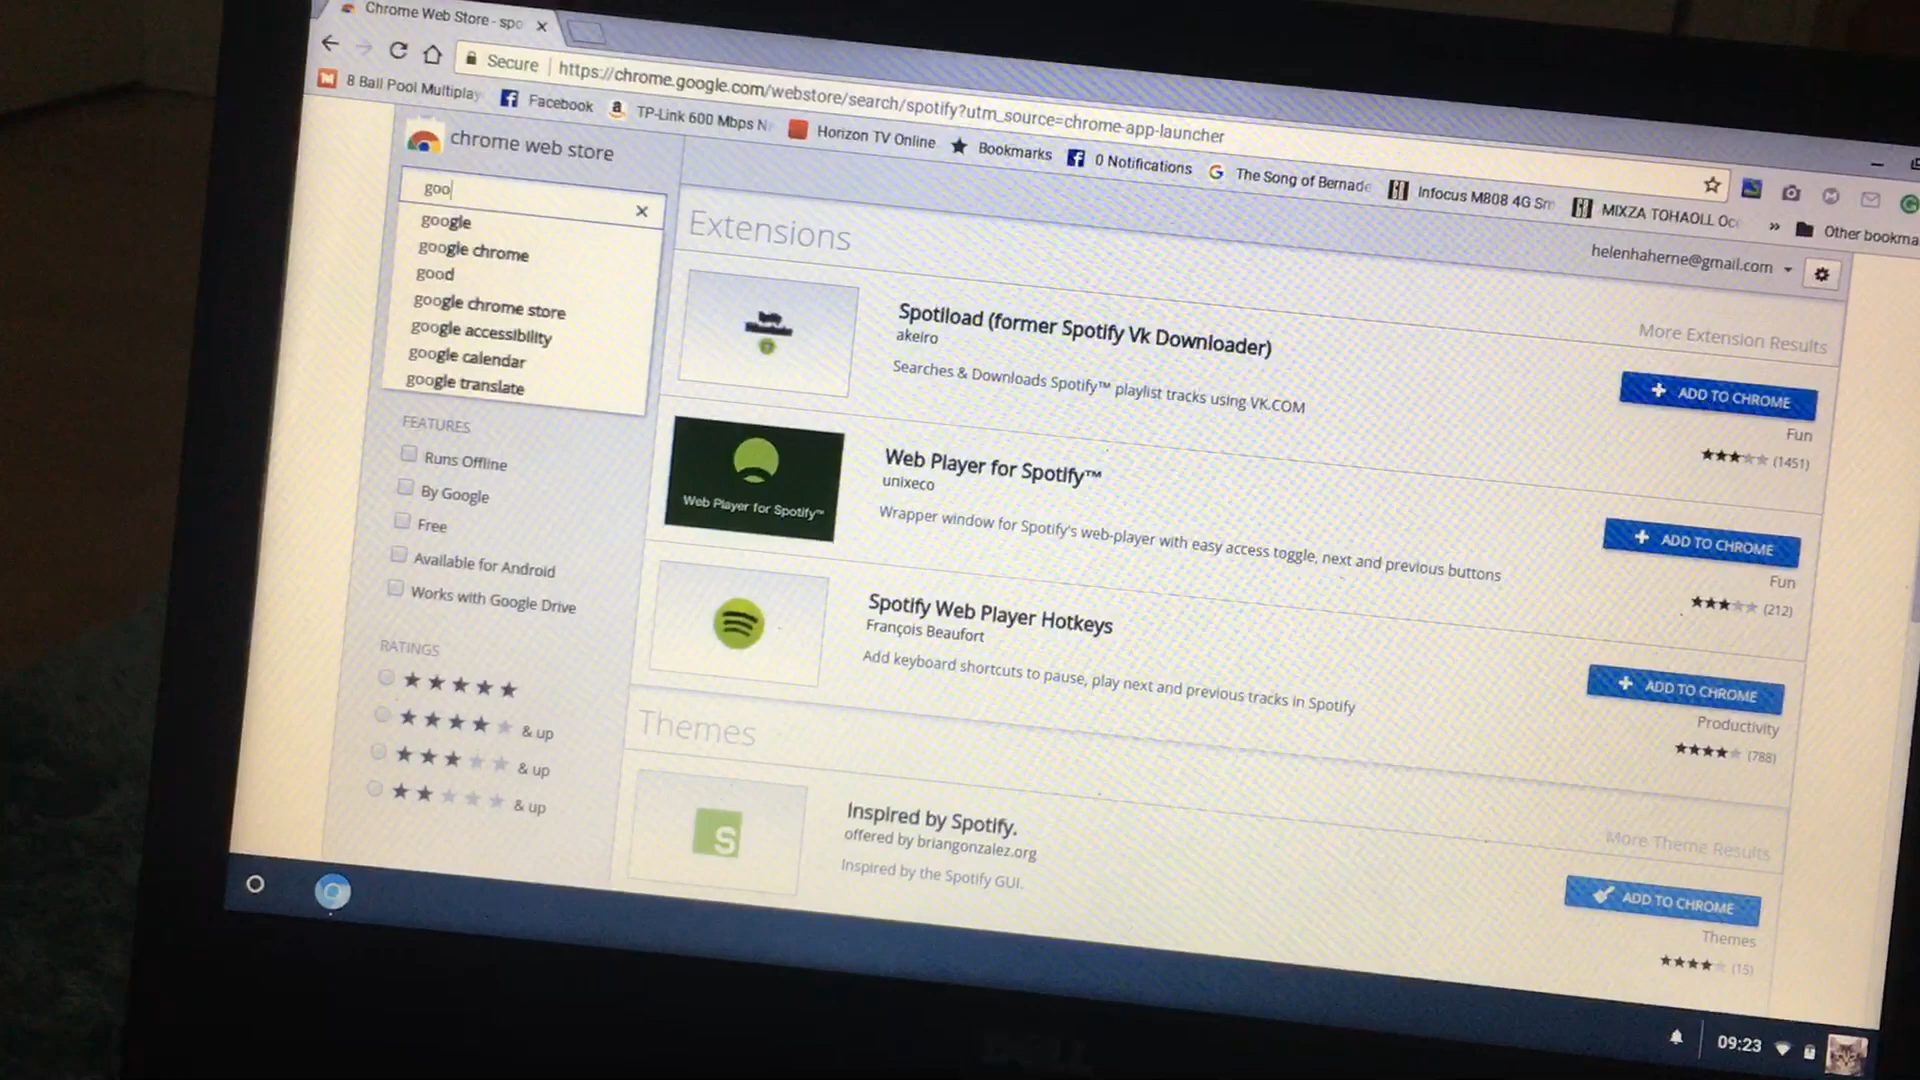 Chrome Web Store - spo
Secure | https://chrome.google.com/webstore/search/spotify?utm_source=chrome-app-launcher
8 Ball Pool Multiplay
Facebook
TP-Link 600 Mbps N
Horizon TV Online
Bookmarks
0 Notifications
The Song of Bernade
Infocus M808 4G Sm
MIXZA TOHAOLL Oc
» Other bookma
chrome web store
helenhaherne@gmail.com
goo
google
google chrome
good
google chrome store
google accessibility
google calendar
google translate
FEATURES
Runs Offline
By Google
Free
Available for Android
Works with Google Drive
RATINGS
& up
& up
& up
Extensions
More Extension Results
Spotiload (former Spotify Vk Downloader)
akeiro
Searches & Downloads Spotify™ playlist tracks using VK.COM
ADD TO CHROME
Fun
(1451)
Web Player for Spotify™
Web Player for Spotify™
unixeco
Wrapper window for Spotify's web-player with easy access toggle, next and previous buttons
ADD TO CHROME
Fun
(212)
Spotify Web Player Hotkeys
François Beaufort
Add keyboard shortcuts to pause, play next and previous tracks in Spotify
ADD TO CHROME
Productivity
(788)
Themes
More Theme Results
S
Inspired by Spotify.
offered by briangonzalez.org
Inspired by the Spotify GUI.
ADD TO CHROME
Themes
(15)
09:23
DELL